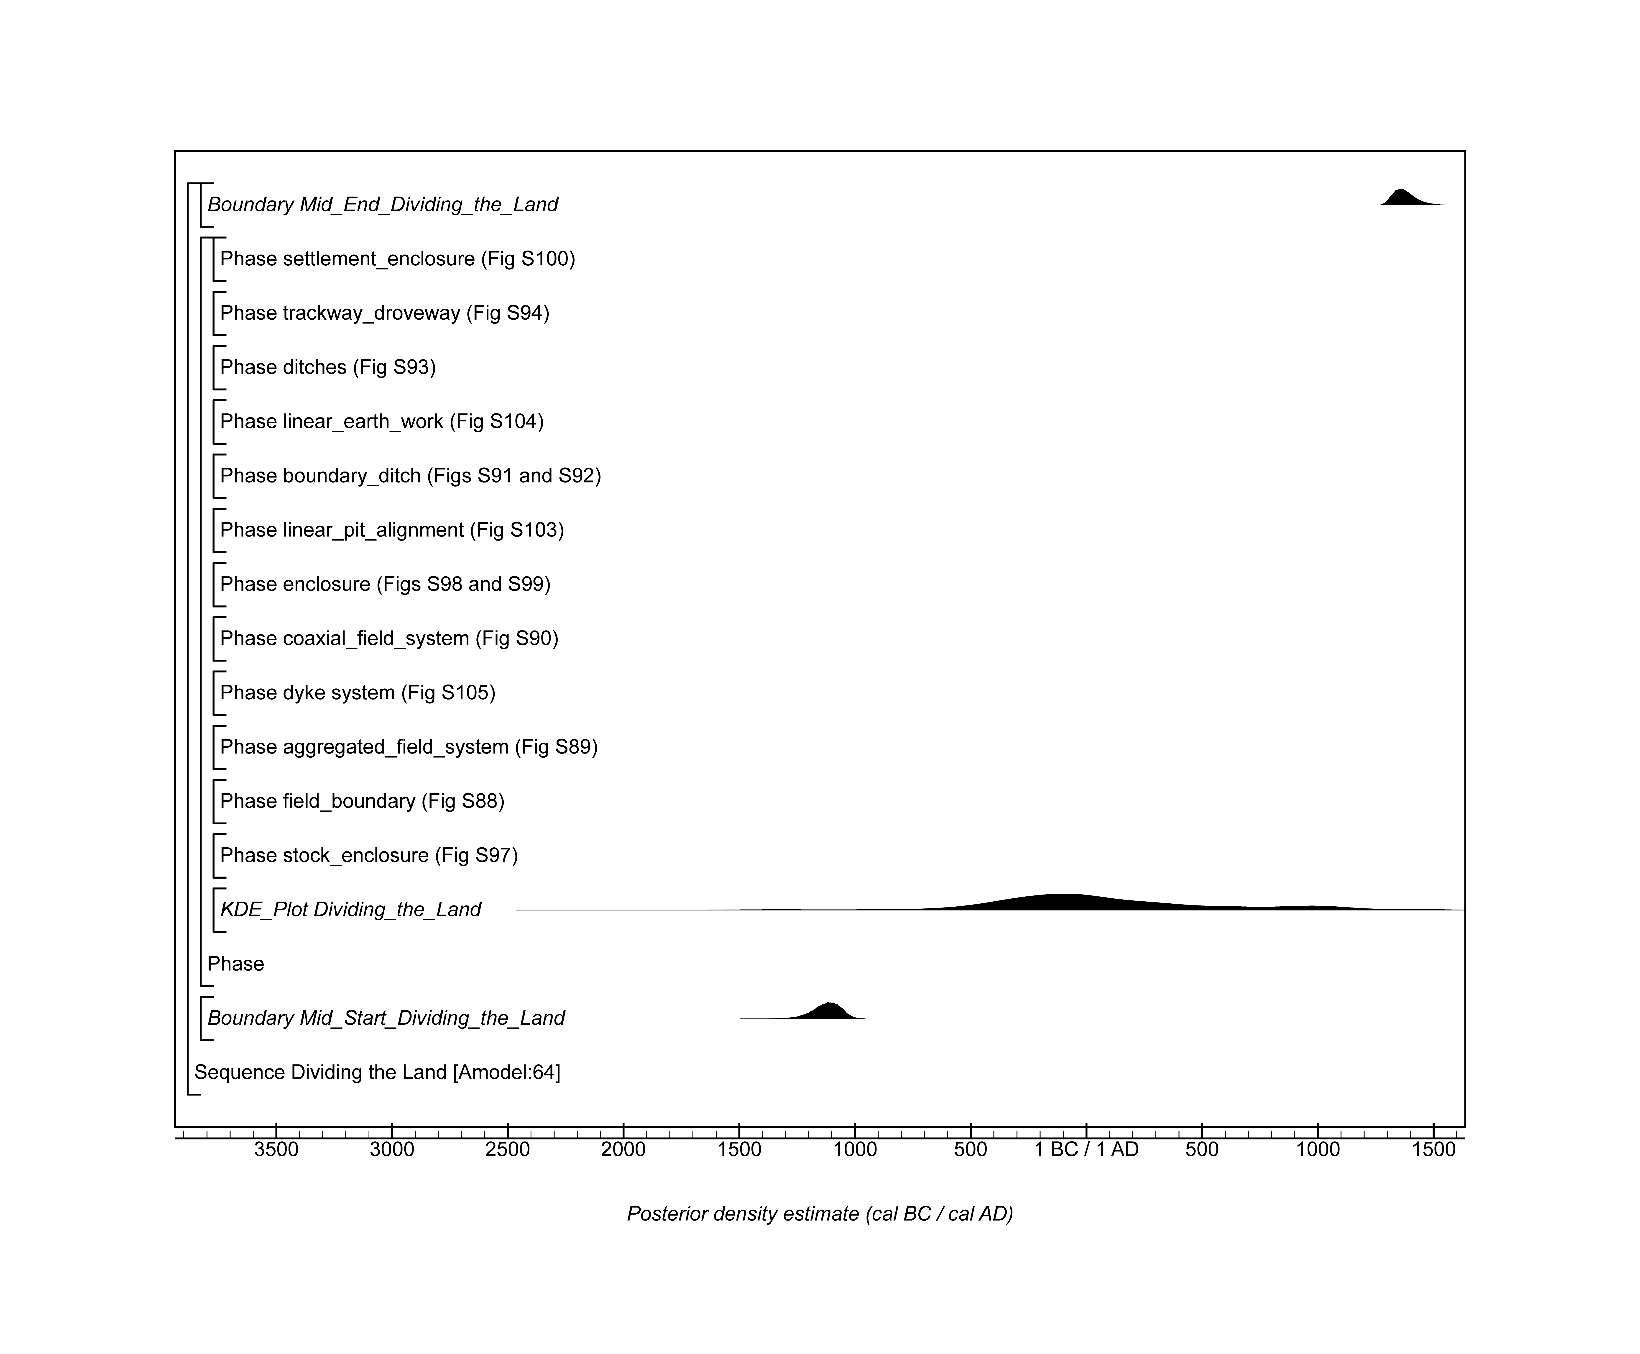 Boundary Mid_End_Dividing_the_Land
Phase settlement_enclosure (Fig S100)
Phase trackway_droveway (Fig S94)
Phase ditches (Fig S93)
Phase linear_earth_work (Fig S104)
Phase boundary_ditch (Figs S91 and S92)
Phase linear_pit_alignment (Fig S103)
Phase enclosure (Figs S98 and S99)
Phase coaxial_field_system (Fig S90)
Phase dyke system (Fig S105)
Phase aggregated_field_system (Fig S89)
Phase field_boundary (Fig S88)
Phase stock_enclosure (Fig S97)
KDE_Plot Dividing_the_Land
Phase
Boundary Mid_Start_Dividing_the_Land
Sequence Dividing the Land [Amodel:64]
3500 3000 2500 2000 1500 1000 500 1 BC / 1 AD 500 1000 1500
Posterior density estimate (cal BC / cal AD)